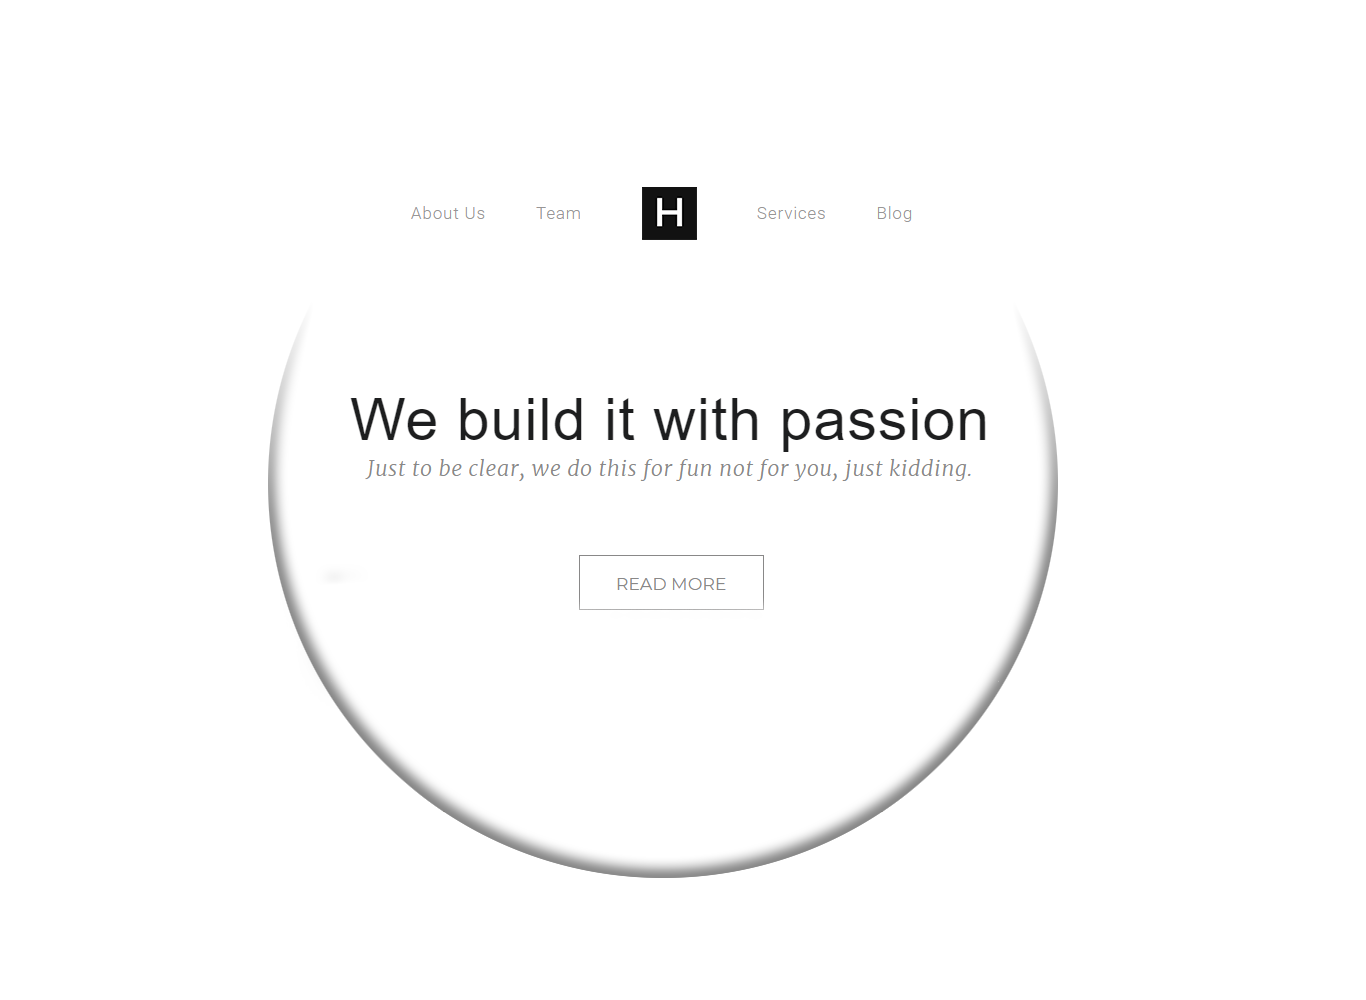 About Us Team H Services Blog
We build it with passion
Just to be clear, we do this for fun not for you, just kidding.
READ MORE